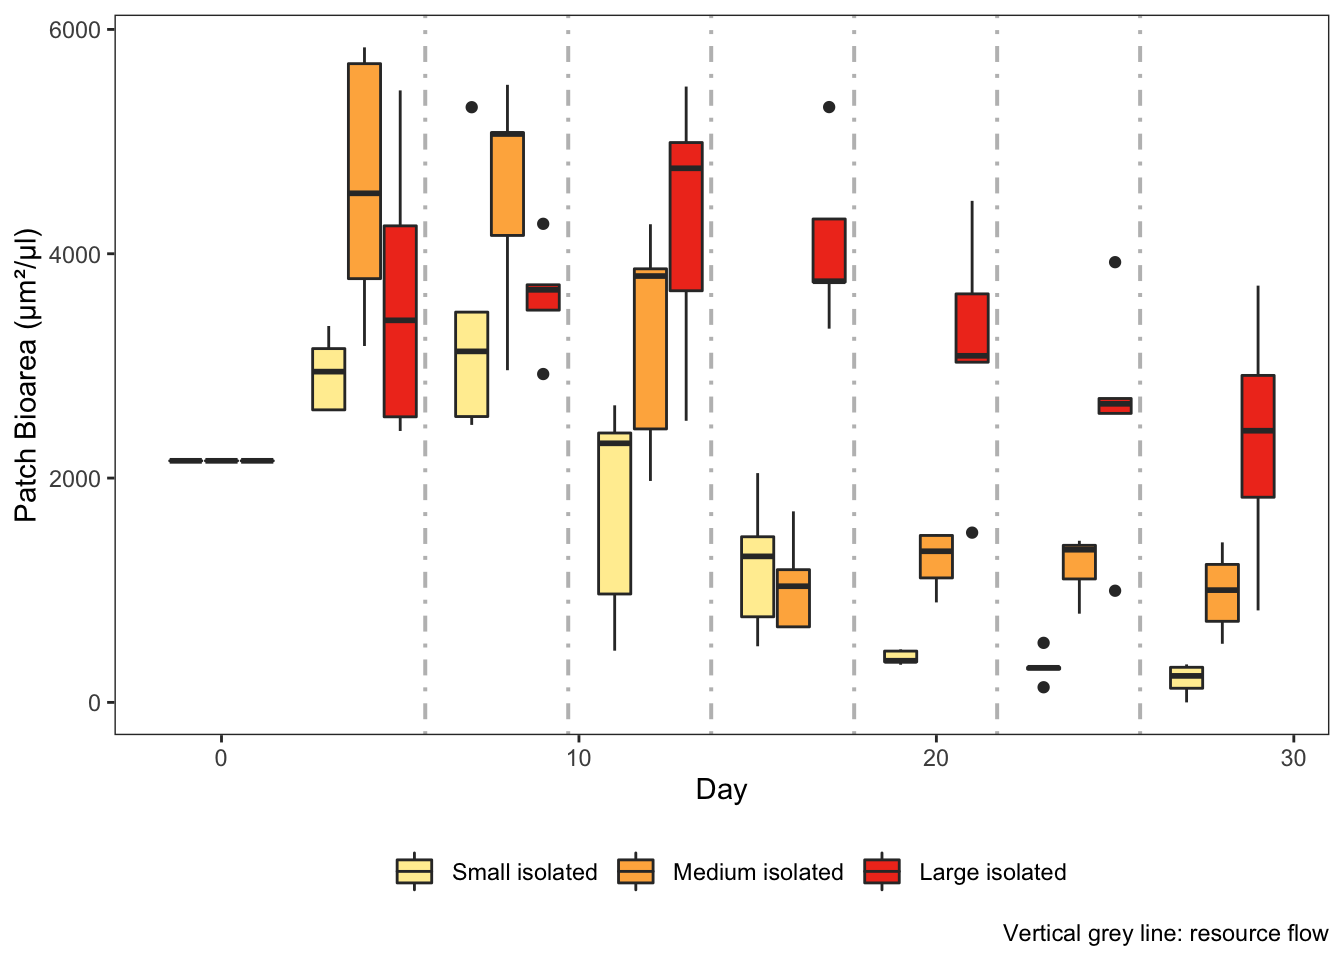 Patch Bioarea (μm²/μl)
6000
4000
2000
0
0 10 20 30
Day
Small isolated Medium isolated Large isolated
Vertical grey line: resource flow